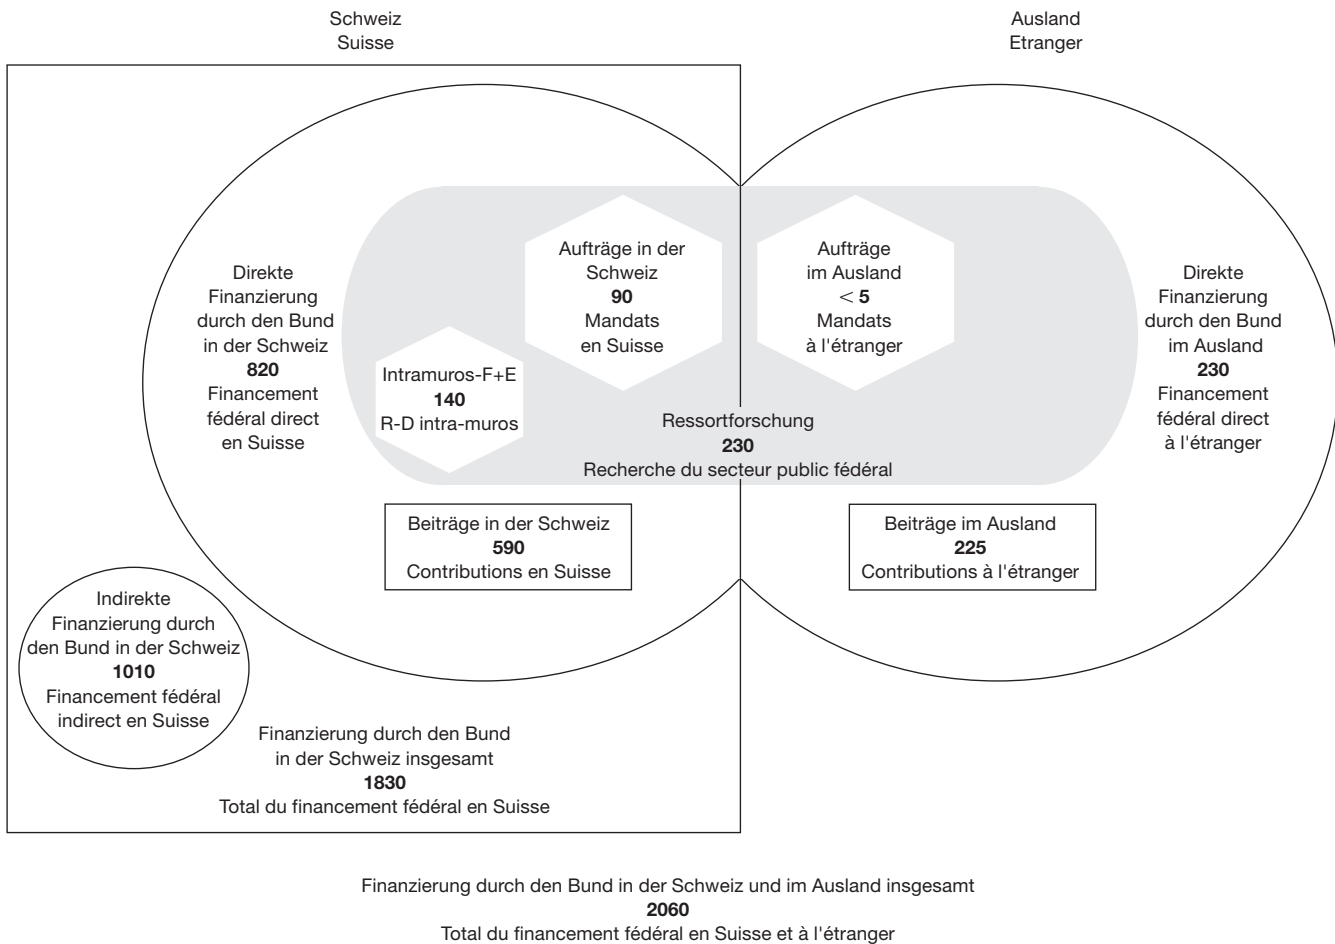 Schweiz
Suisse
Ausland
Etranger
Direkte
Finanzierung
durch den Bund
in der Schweiz
820
Financement
fédéral direct
en Suisse
Aufträge in der
Schweiz
90
Mandats
en Suisse
Aufträge
im Ausland
< 5
Mandats
à l'étranger
Direkte
Finanzierung
durch den Bund
im Ausland
230
Financement
fédéral direct
à l'étranger
Intramuros-F+E
140
R-D intra-muros
Ressortforschung
230
Recherche du secteur public fédéral
Beiträge in der Schweiz
590
Contributions en Suisse
Beiträge im Ausland
225
Contributions à l'étranger
Indirekte
Finanzierung durch
den Bund in der Schweiz
1010
Financement fédéral
indirect en Suisse
Finanzierung durch den Bund
in der Schweiz insgesamt
1830
Total du financement fédéral en Suisse
Finanzierung durch den Bund in der Schweiz und im Ausland insgesamt
2060
Total du financement fédéral en Suisse et à l'étranger